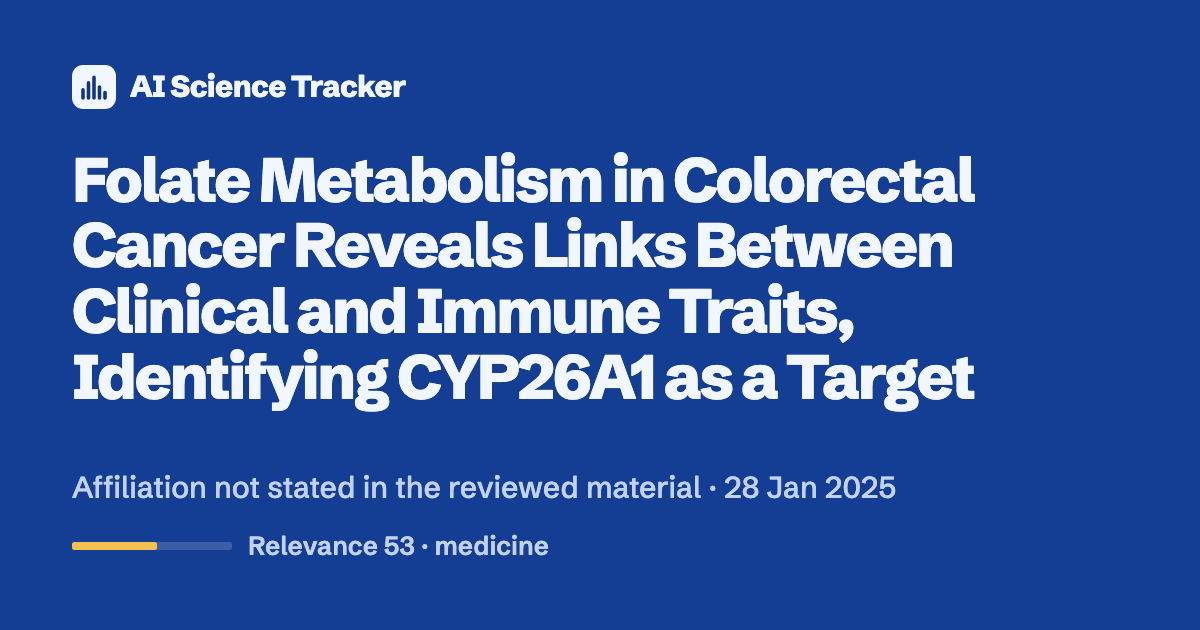 AI Science Tracker
Folate Metabolism in Colorectal
Cancer Reveals Links Between
Clinical and Immune Traits,
Identifying CYP26A1 as a Target
Affiliation not stated in the reviewed material · 28 Jan 2025
Relevance 53 · medicine